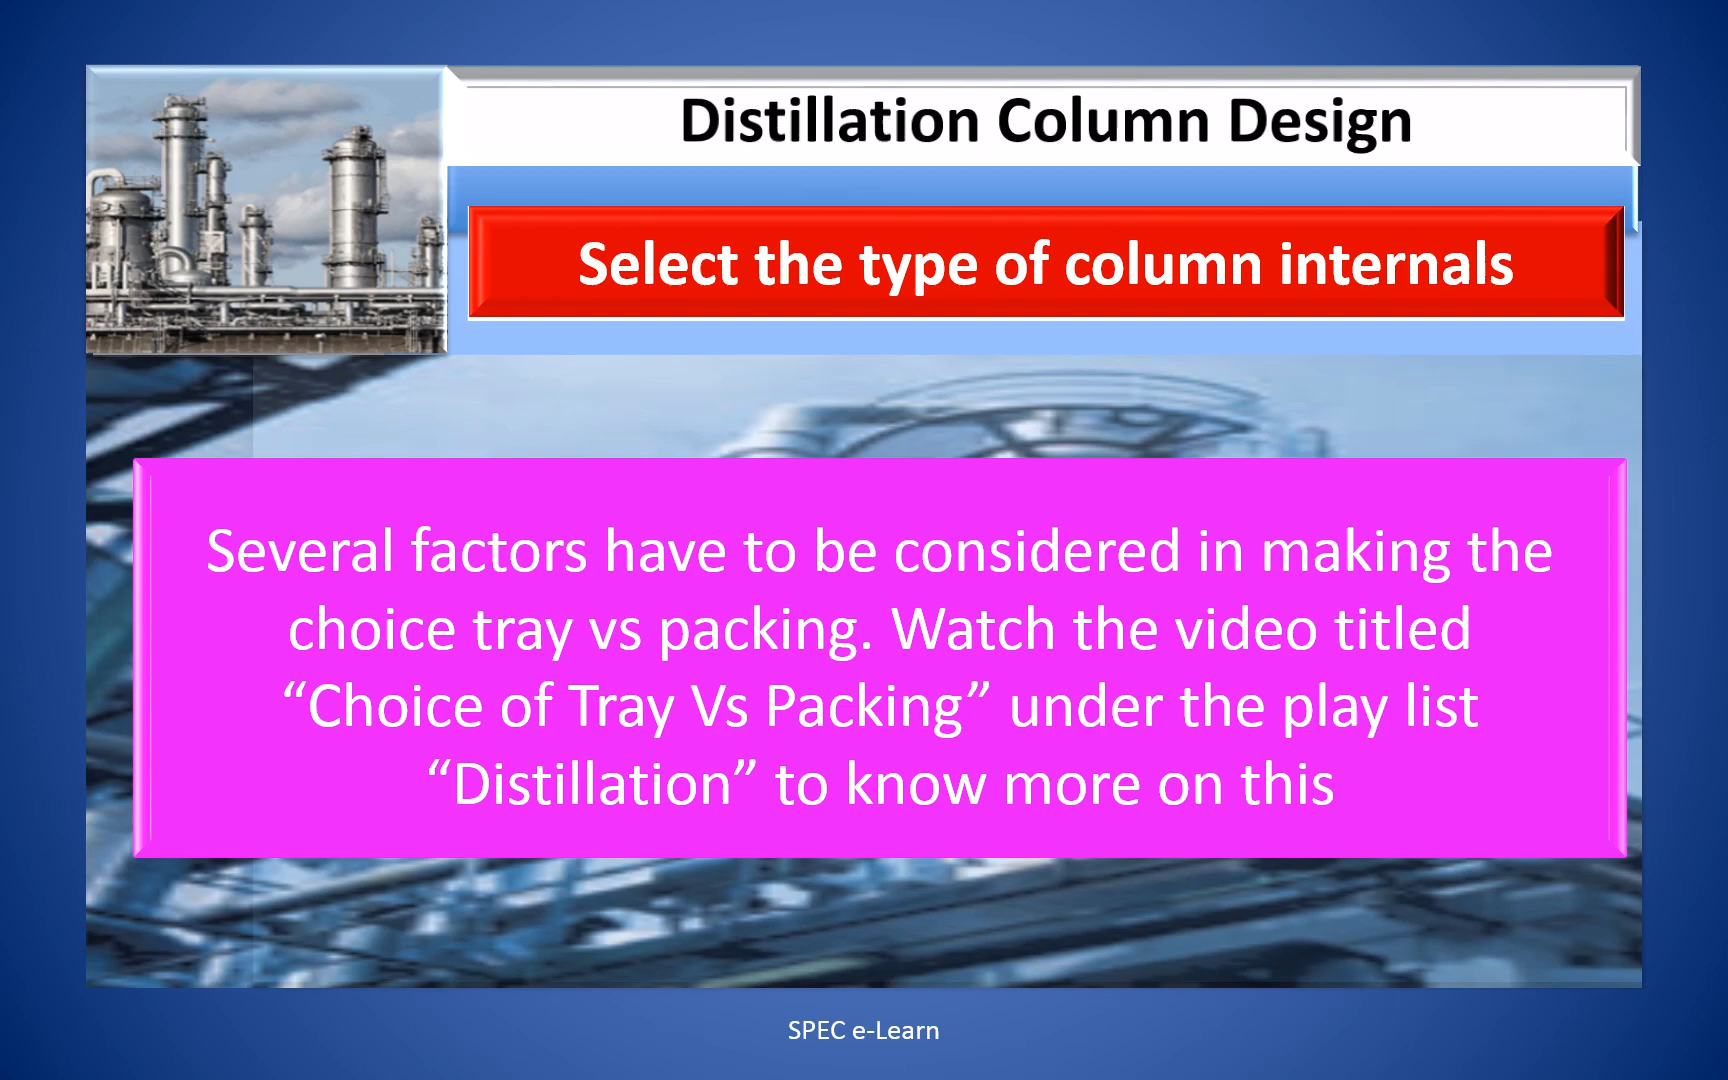 Distillation Column Design
Select the type of column internals
Several factors have to be considered in making the
choice tray vs packing. Watch the video titled
“Choice of Tray Vs Packing” under the play list
“Distillation” to know more on this
SPEC e-Learn